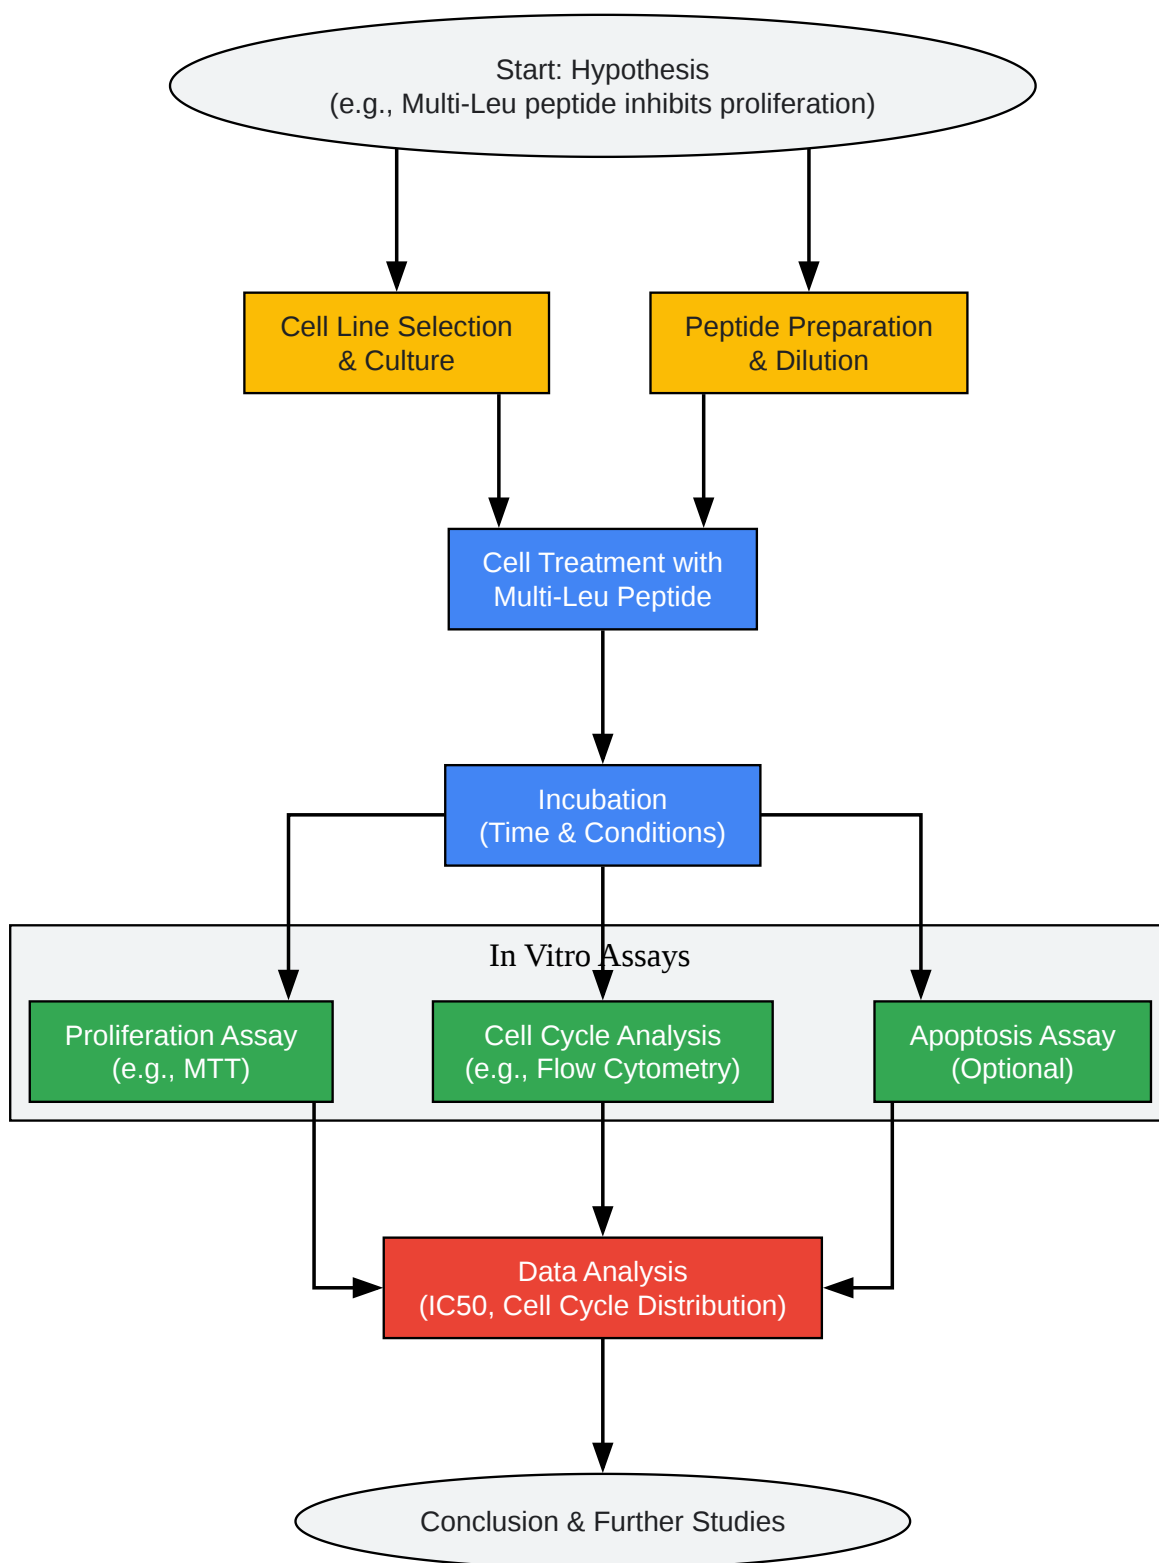 Start: Hypothesis
(e.g., Multi-Leu peptide inhibits proliferation)
Cell Line Selection
& Culture
Peptide Preparation
& Dilution
Cell Treatment with
Multi-Leu Peptide
Incubation
(Time & Conditions)
In Vitro Assays
Proliferation Assay
(e.g., MTT)
Cell Cycle Analysis
(e.g., Flow Cytometry)
Apoptosis Assay
(Optional)
Data Analysis
(IC50, Cell Cycle Distribution)
Conclusion & Further Studies